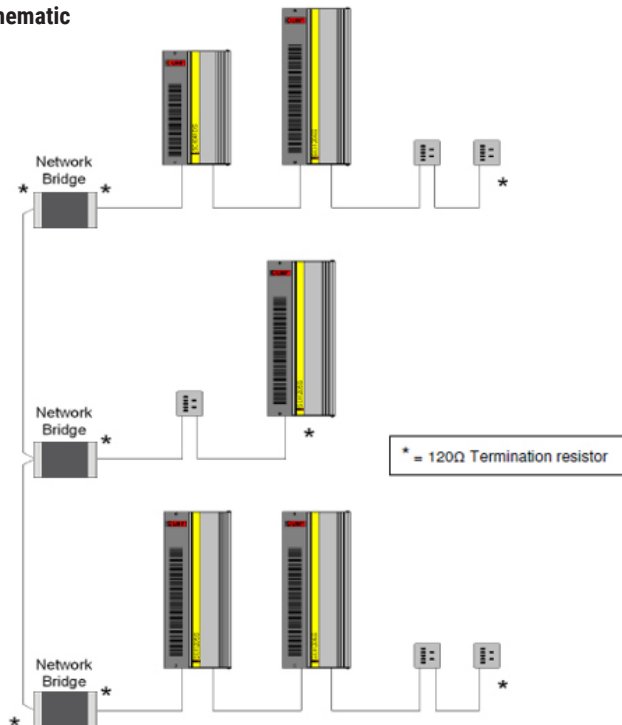 hematic
Network
Bridge
*
*
*
Network
Bridge
*
*
* = 120Ω Termination resistor
Network
Bridge
*
*
*